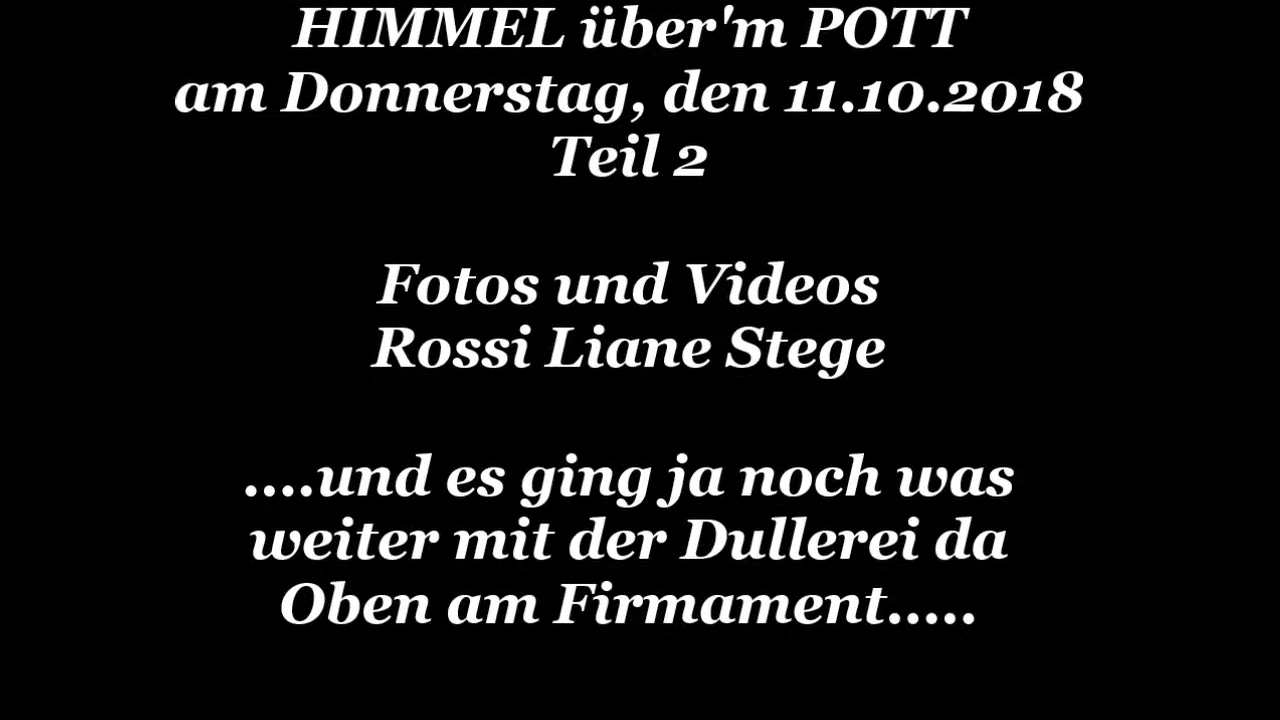 HIMMEL über'm POTT
am Donnerstag, den 11.10.2018
Teil 2
Fotos und Videos
Rossi Liane Stege
....und es ging ja noch was
weiter mit der Dullerei da
Oben am Firmament.....